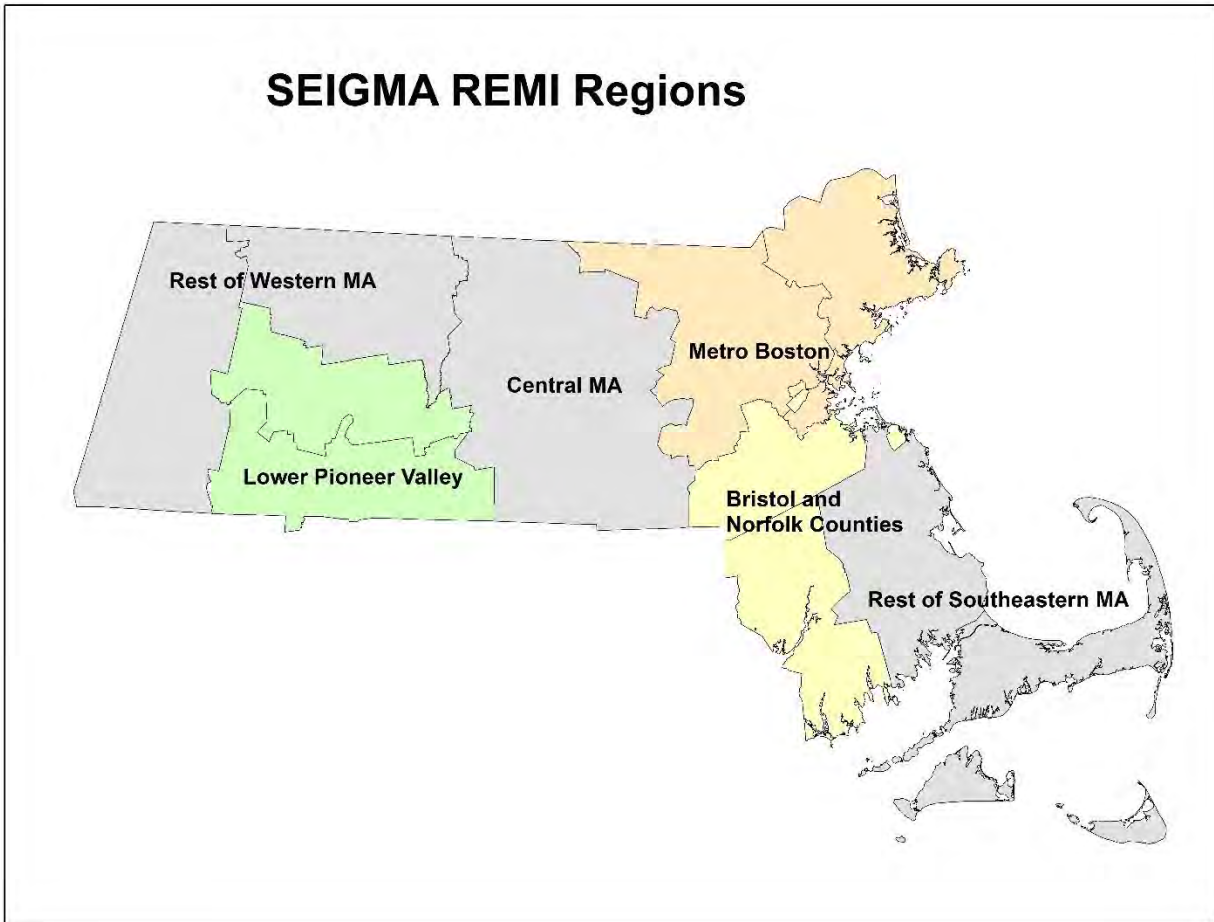 SEIGMA REMI Regions
Rest of Western MA
Metro Boston
Central MA
Lower Pioneer Valley
Bristol and
Norfolk Counties
Rest of Southeastern MA